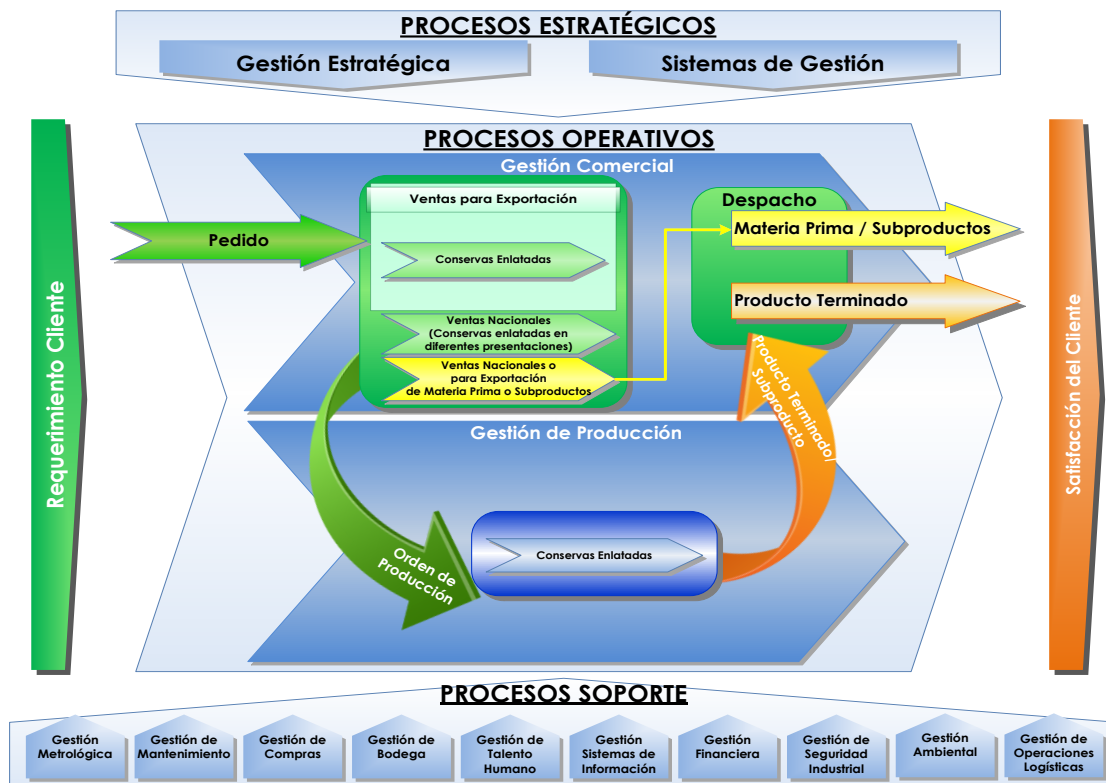 PROCESOS ESTRATÉGICOS
Gestión Estratégica
Sistemas de Gestión
Requerimiento Cliente
PROCESOS OPERATIVOS
Gestión Comercial
Pedido
Ventas para Exportación
Conservas Enlatadas
Ventas Nacionales
(Conservas enlatadas en
diferentes presentaciones)
Ventas Nacionales o
para Exportación
de Materia Prima o Subproductos
Despacho
Materia Prima / Subproductos
Producto Terminado
Gestión de Producción
Orden de
Producción
Conservas Enlatadas
Producto Terminado/
Subproducto
Satisfacción del Cliente
PROCESOS SOPORTE
Gestión
Metrológica
Gestión de
Mantenimiento
Gestión de
Compras
Gestión de
Bodega
Gestión de
Talento
Humano
Gestión
Sistemas de
Información
Gestión
Financiera
Gestión de
Seguridad
Industrial
Gestión
Ambiental
Gestión de
Operaciones
Logísticas